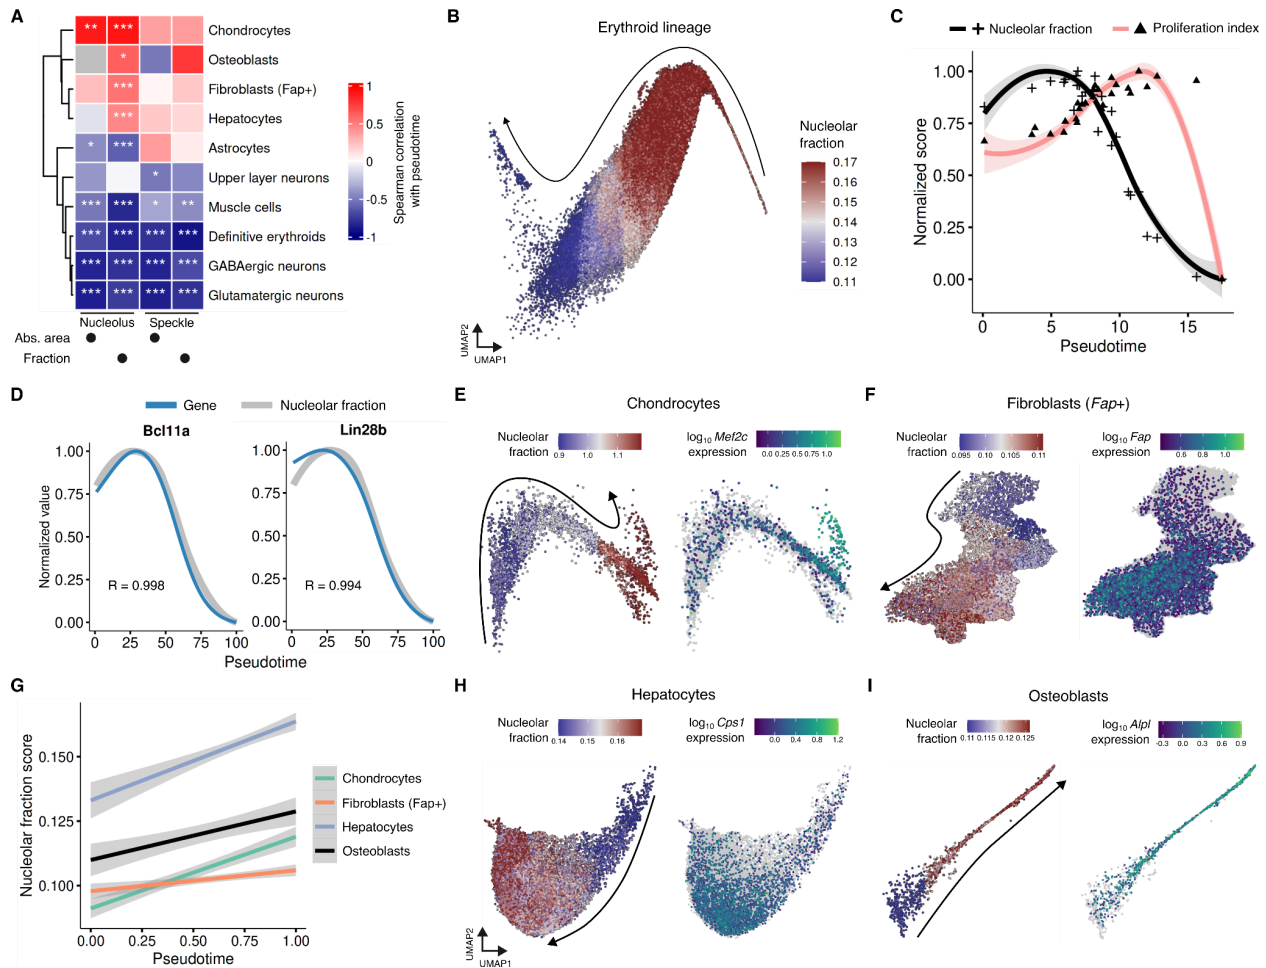 A
** ***
Chondrocytes
*
Osteoblasts
***
Fibroblasts (Fap+)
***
Hepatocytes
* ***
Astrocytes
*
Upper layer neurons
*** *** * **
Muscle cells
*** *** *** ***
Definitive erythroids
*** *** *** ***
GABAergic neurons
*** *** *** ***
Glutamatergic neurons
Nucleolus Speckle
Abs. area
Fraction
1
0.5
0
-0.5
-1
Spearman correlation
with pseudotime
B
Erythroid lineage
Nucleolar
fraction
0.17
0.16
0.15
0.14
0.13
0.12
0.11
UMAP2
UMAP1
C
Nucleolar fraction Proliferation index
Normalized score
1.00
0.75
0.50
0.25
0.00
0 5 10 15
Pseudotime
D
Gene Nucleolar fraction
Bcl11a Lin28b
Normalized value
1.00 1.00
0.75 0.75
0.50 0.50
0.25 0.25
0.00 0.00
R = 0.998 R = 0.994
0 25 50 75 100 0 25 50 75 100
Pseudotime
E
Chondrocytes
Nucleolar
fraction
0.9 1.0 1.1
log10 Mef2c
expression
0.0 0.25 0.5 0.75 1.0
F
Fibroblasts (Fap+)
Nucleolar
fraction
0.095 0.10 0.105 0.11
log10 Fap
expression
0.6 0.8 1.0
G
Nucleolar fraction score
0.150
0.125
0.100
0.00 0.25 0.50 0.75 1.00
Pseudotime
Chondrocytes
Fibroblasts (Fap+)
Hepatocytes
Osteoblasts
H
Hepatocytes
Nucleolar
fraction
0.14 0.15 0.16
log10 Cps1
expression
0.0 0.4 0.8 1.2
UMAP2
UMAP1
I
Osteoblasts
Nucleolar
fraction
0.11 0.115 0.12 0.125
log10 Alpl
expression
-0.3 0.0 0.3 0.6 0.9